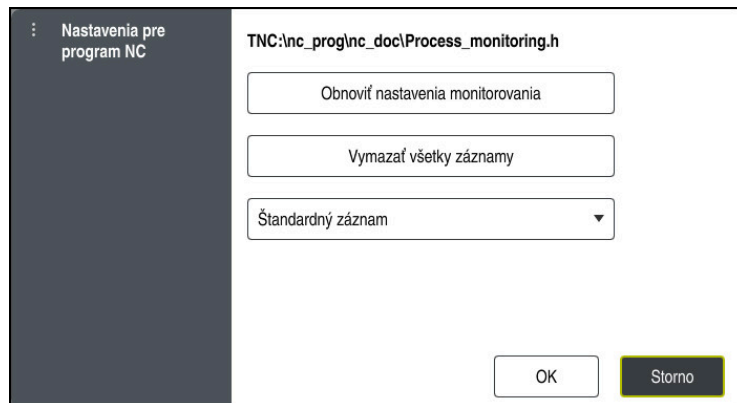 Nastavenia pre
program NC
TNC:\nc_prog\nc_doc\Process_monitoring.h
Obnoviť nastavenia monitorovania
Vymazať všetky záznamy
Štandardný záznam
OK
Storno